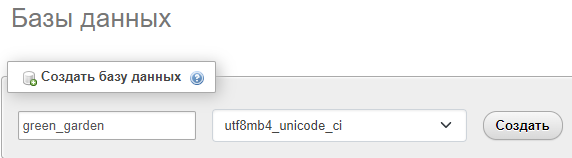 Базы данных
Создать базу данных
green_garden utf8mb4_unicode_ci Создать